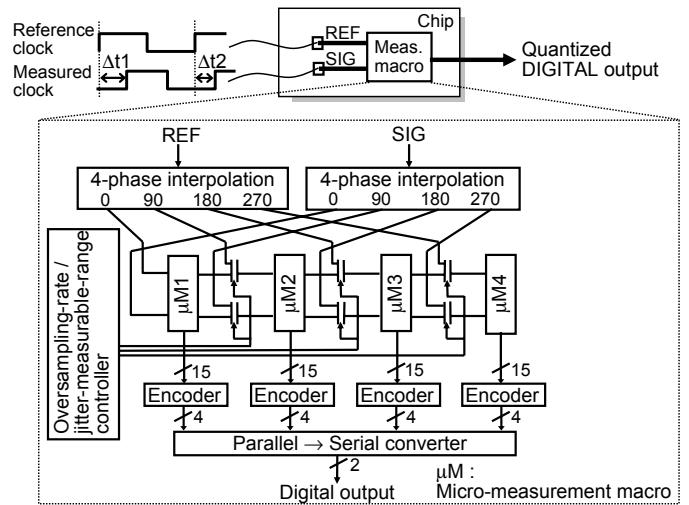 Reference
clock
Measured
clock
Δt1
Δt2
Chip
REF
SIG
Meas.
macro
Quantized
DIGITAL output
REF
SIG
4-phase interpolation
0 90 180 270
4-phase interpolation
0 90 180 270
Oversampling-rate /
jitter-measurable-range
controller
μM1
μM2
μM3
μM4
15
15
15
15
Encoder
Encoder
Encoder
Encoder
4
4
4
4
Parallel → Serial converter
2
Digital output
μM :
Micro-measurement macro